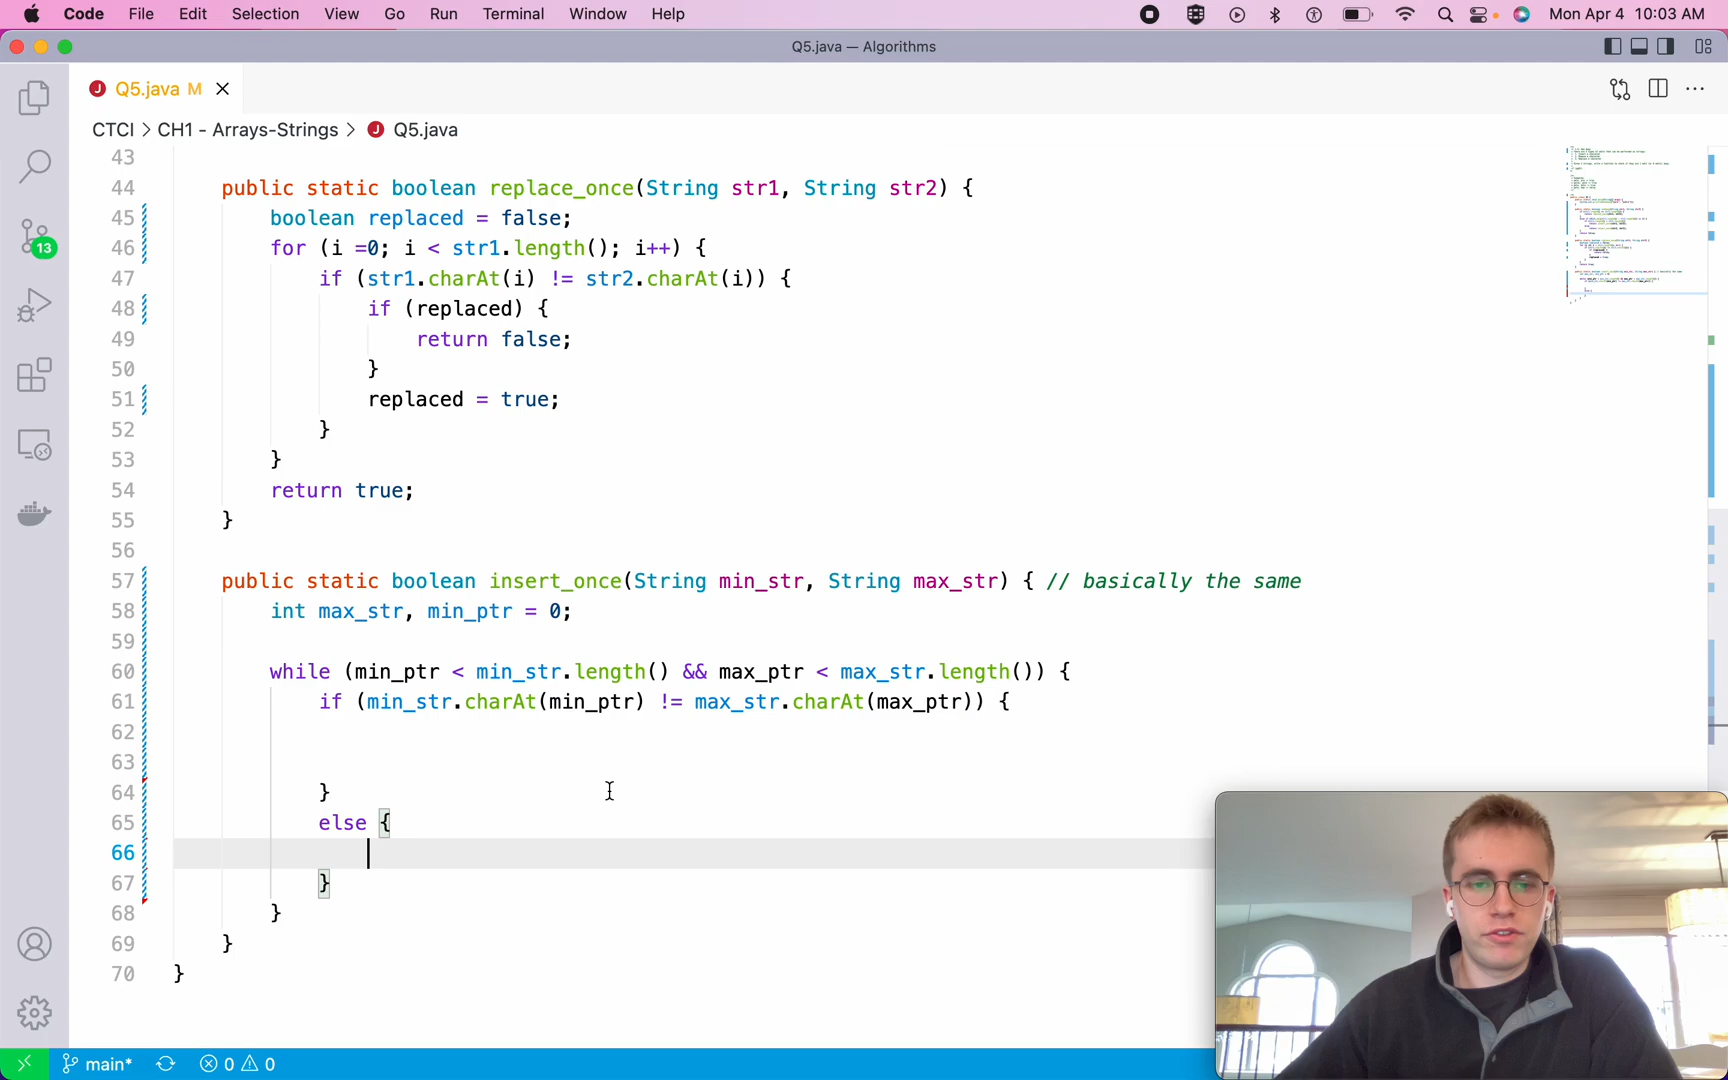 Code File Edit Selection View Go Run Terminal Window Help Mon Apr 4 10:03 AM
Q5.java — Algorithms
J Q5.java M
CTCI > CH1 - Arrays-Strings > J Q5.java
43
44 public static boolean replace_once(String str1, String str2) {
45 boolean replaced = false;
46 for (i =0; i < str1.length(); i++) {
47 if (str1.charAt(i) != str2.charAt(i)) {
48 if (replaced) {
49 return false;
50 }
51 replaced = true;
52 }
53 }
54 return true;
55 }
56
57 public static boolean insert_once(String min_str, String max_str) { // basically the same
58 int max_str, min_ptr = 0;
59
60 while (min_ptr < min_str.length() && max_ptr < max_str.length()) {
61 if (min_str.charAt(min_ptr) != max_str.charAt(max_ptr)) {
62
63
64 }
65 else {
66
67 }
68 }
69 }
70 }
13
main* 0 0